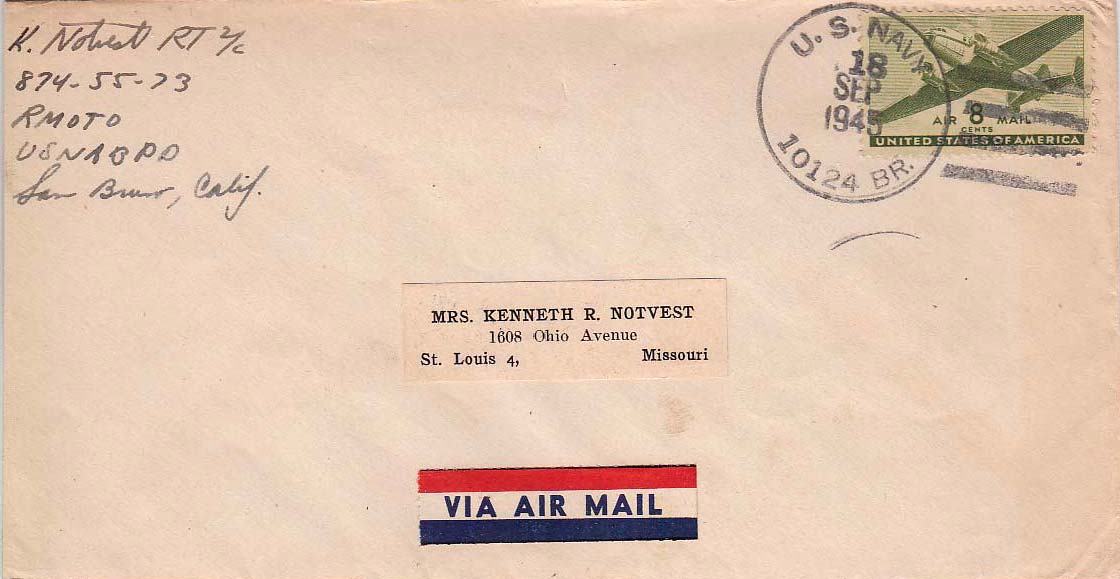 K. Notvest RT 2/c
874-55-73
RMOTO
USNABPD
San Bruno, Calif.
U. S. NAVY
18
SEP
1945
10124 BR.
AIR 8 MAIL
CENTS
UNITED STATES OF AMERICA
MRS. KENNETH R. NOTVEST
1608 Ohio Avenue
St. Louis 4, Missouri
VIA AIR MAIL